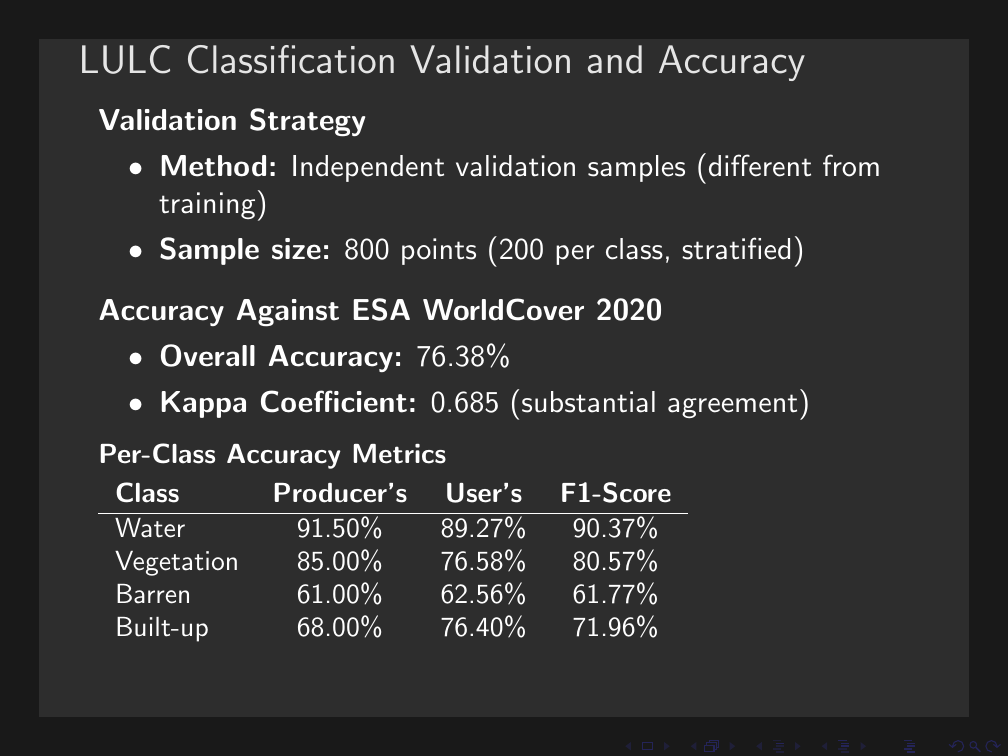 LULC Classification Validation and Accuracy
Validation Strategy
• Method: Independent validation samples (different from
training)
• Sample size: 800 points (200 per class, stratified)
Accuracy Against ESA WorldCover 2020
• Overall Accuracy: 76.38%
• Kappa Coefficient: 0.685 (substantial agreement)
Per-Class Accuracy Metrics
Class Producer's User's F1-Score
Water 91.50% 89.27% 90.37%
Vegetation 85.00% 76.58% 80.57%
Barren 61.00% 62.56% 61.77%
Built-up 68.00% 76.40% 71.96%